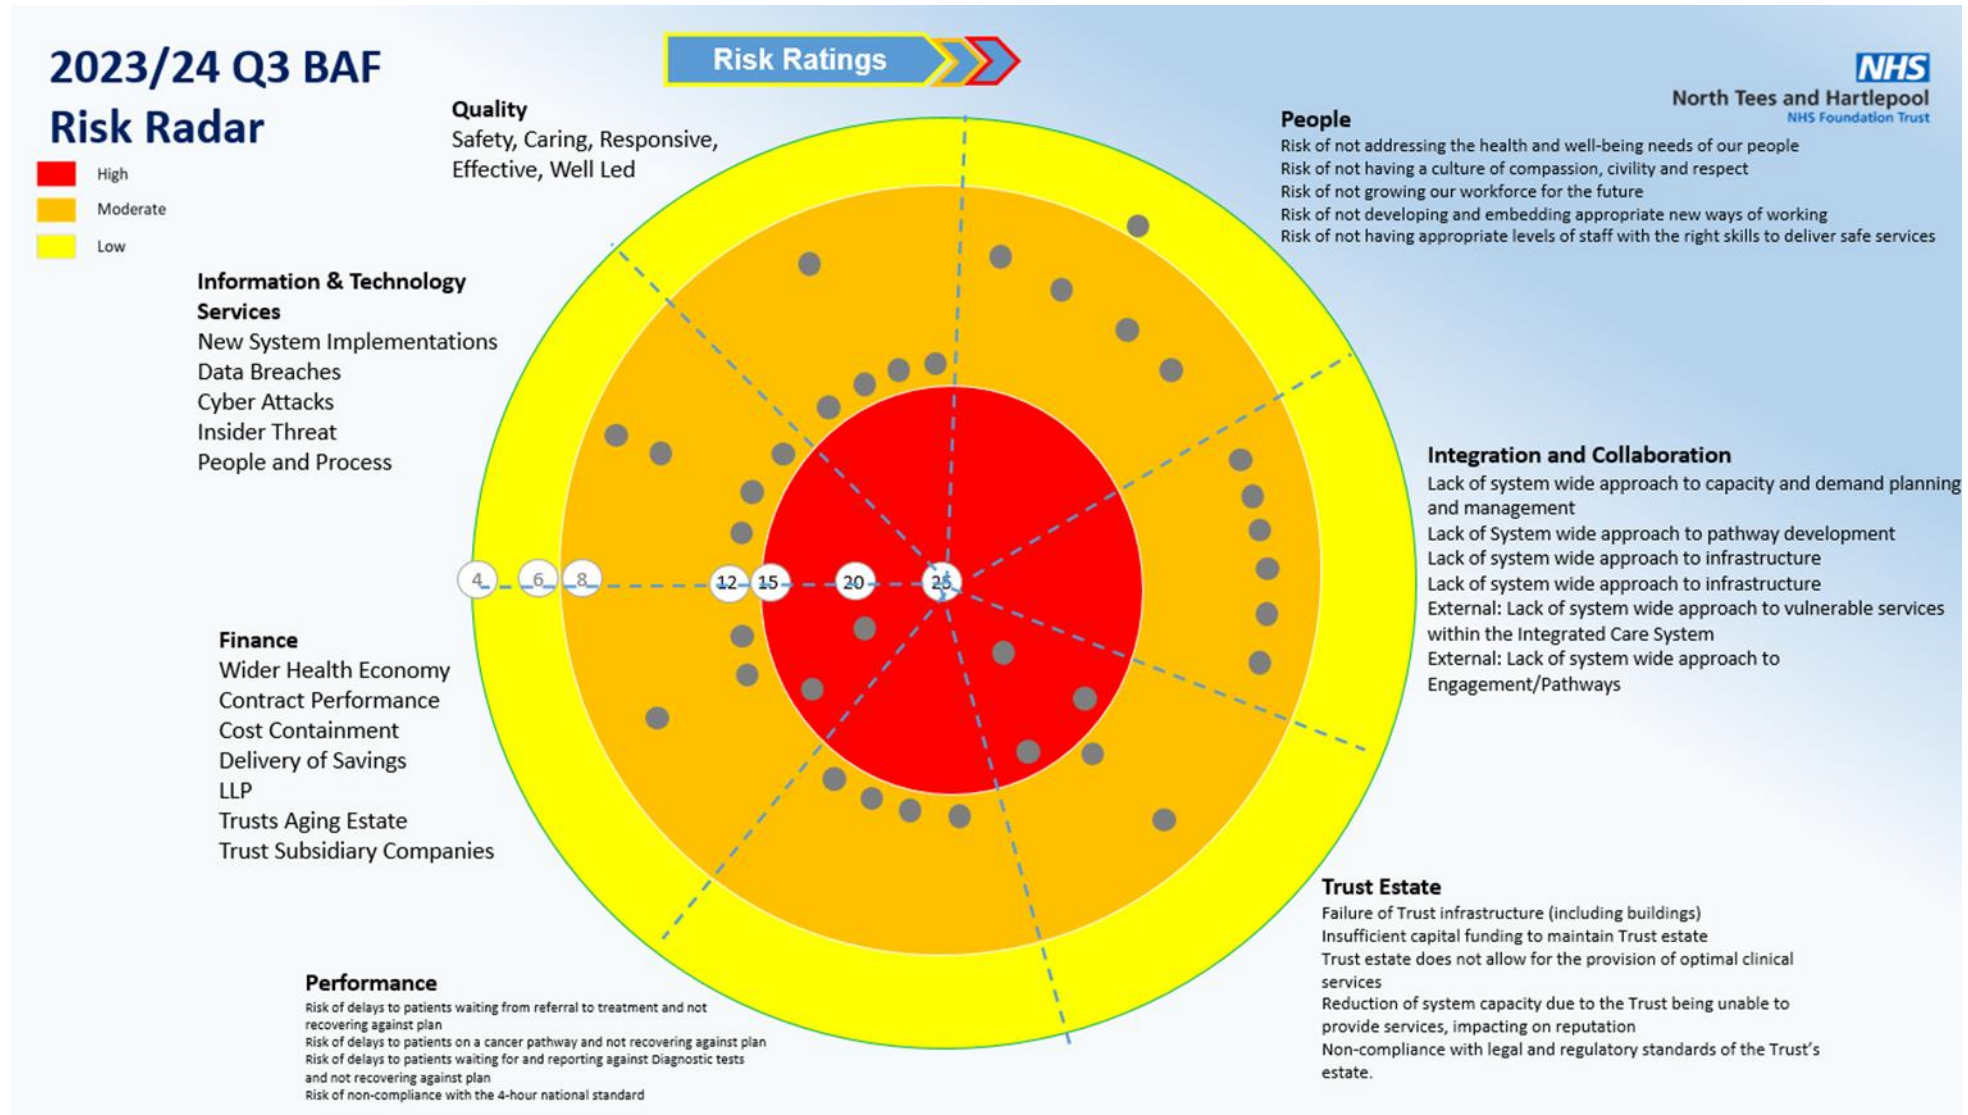 2023/24 Q3 BAF
Risk Radar
High
Moderate
Low
Risk Ratings
NHS
North Tees and Hartlepool
NHS Foundation Trust
Quality
Safety, Caring, Responsive,
Effective, Well Led
People
Risk of not addressing the health and well-being needs of our people
Risk of not having a culture of compassion, civility and respect
Risk of not growing our workforce for the future
Risk of not developing and embedding appropriate new ways of working
Risk of not having appropriate levels of staff with the right skills to deliver safe services
Information & Technology
Services
New System Implementations
Data Breaches
Cyber Attacks
Insider Threat
People and Process
Integration and Collaboration
Lack of system wide approach to capacity and demand planning
and management
Lack of System wide approach to pathway development
Lack of system wide approach to infrastructure
Lack of system wide approach to infrastructure
External: Lack of system wide approach to vulnerable services
within the Integrated Care System
External: Lack of system wide approach to
Engagement/Pathways
4 6 8 12 15 20 25
Finance
Wider Health Economy
Contract Performance
Cost Containment
Delivery of Savings
LLP
Trusts Aging Estate
Trust Subsidiary Companies
Trust Estate
Failure of Trust infrastructure (including buildings)
Insufficient capital funding to maintain Trust estate
Trust estate does not allow for the provision of optimal clinical
services
Reduction of system capacity due to the Trust being unable to
provide services, impacting on reputation
Non-compliance with legal and regulatory standards of the Trust's
estate.
Performance
Risk of delays to patients waiting from referral to treatment and not
recovering against plan
Risk of delays to patients on a cancer pathway and not recovering against plan
Risk of delays to patients waiting for and reporting against Diagnostic tests
and not recovering against plan
Risk of non-compliance with the 4-hour national standard